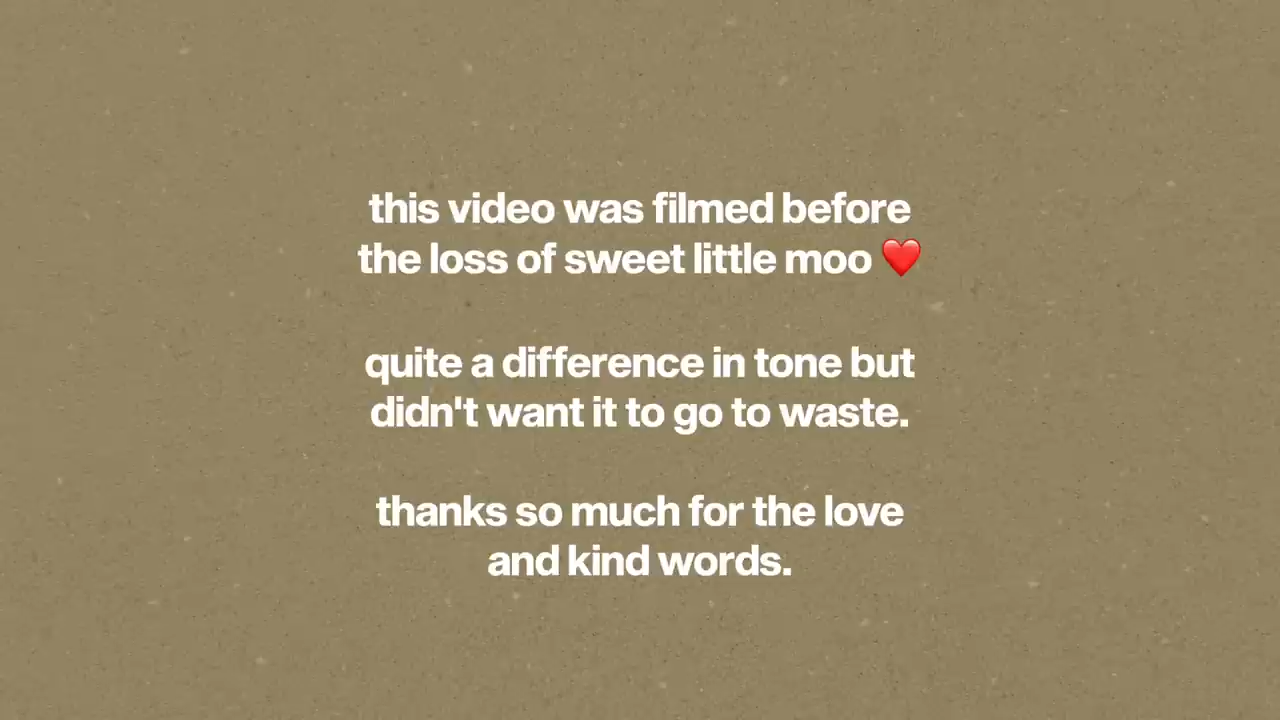 this video was filmed before
the loss of sweet little moo ❤️
quite a difference in tone but
didn't want it to go to waste.
thanks so much for the love
and kind words.